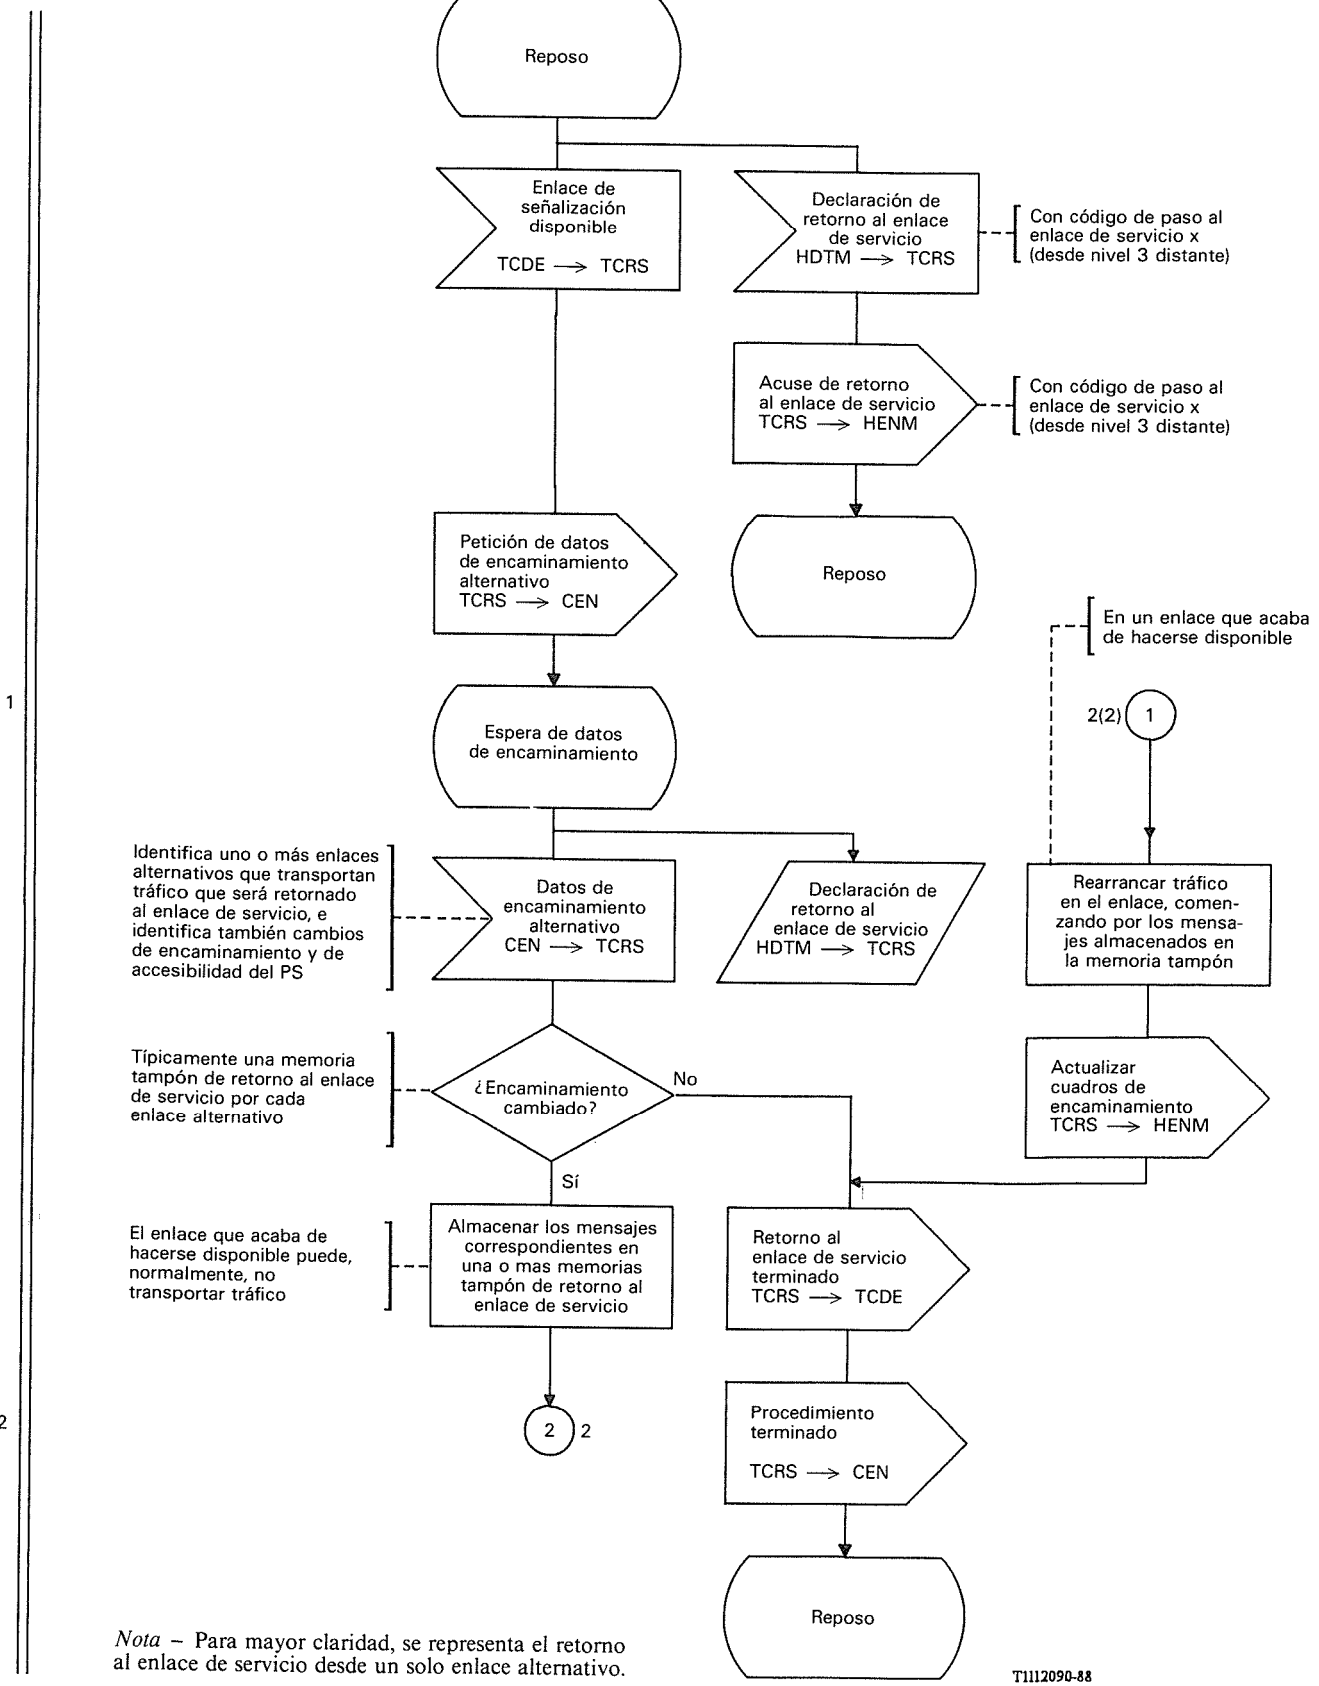 Reposo
Enlace de
señalización
disponible
TCDE → TCRS
Declaración de
retorno al enlace
de servicio
HDTM → TCRS
Con código de paso al
enlace de servicio x
(desde nivel 3 distante)
Acuse de retorno
al enlace de servicio
TCRS → HENM
Con código de paso al
enlace de servicio x
(desde nivel 3 distante)
Petición de datos
de encaminamiento
alternativo
TCRS → CEN
Reposo
En un enlace que acaba
de hacerse disponible
1
2(2) 1
Espera de datos
de encaminamiento
Identifica uno o más enlaces
alternativos que transportan
tráfico que será retornado
al enlace de servicio, e
identifica también cambios
de encaminamiento y de
accesibilidad del PS
Datos de
encaminamiento
alternativo
CEN → TCRS
Declaración de
retorno al
enlace de servicio
HDTM → TCRS
Rearrancar tráfico
en el enlace, comen-
zando por los mensa-
jes almacenados en
la memoria tampón
Típicamente una memoria
tampón de retorno al enlace
de servicio por cada
enlace alternativo
¿Encaminamiento
cambiado?
No
Sí
Actualizar
cuadros de
encaminamiento
TCRS → HENM
El enlace que acaba de
hacerse disponible puede,
normalmente, no
transportar tráfico
Almacenar los mensajes
correspondientes en
una o mas memorias
tampón de retorno al
enlace de servicio
Retorno al
enlace de servicio
terminado
TCRS → TCDE
2
2 2
Procedimiento
terminado
TCRS → CEN
Reposo
Nota – Para mayor claridad, se representa el retorno
al enlace de servicio desde un solo enlace alternativo.
T1112090-88